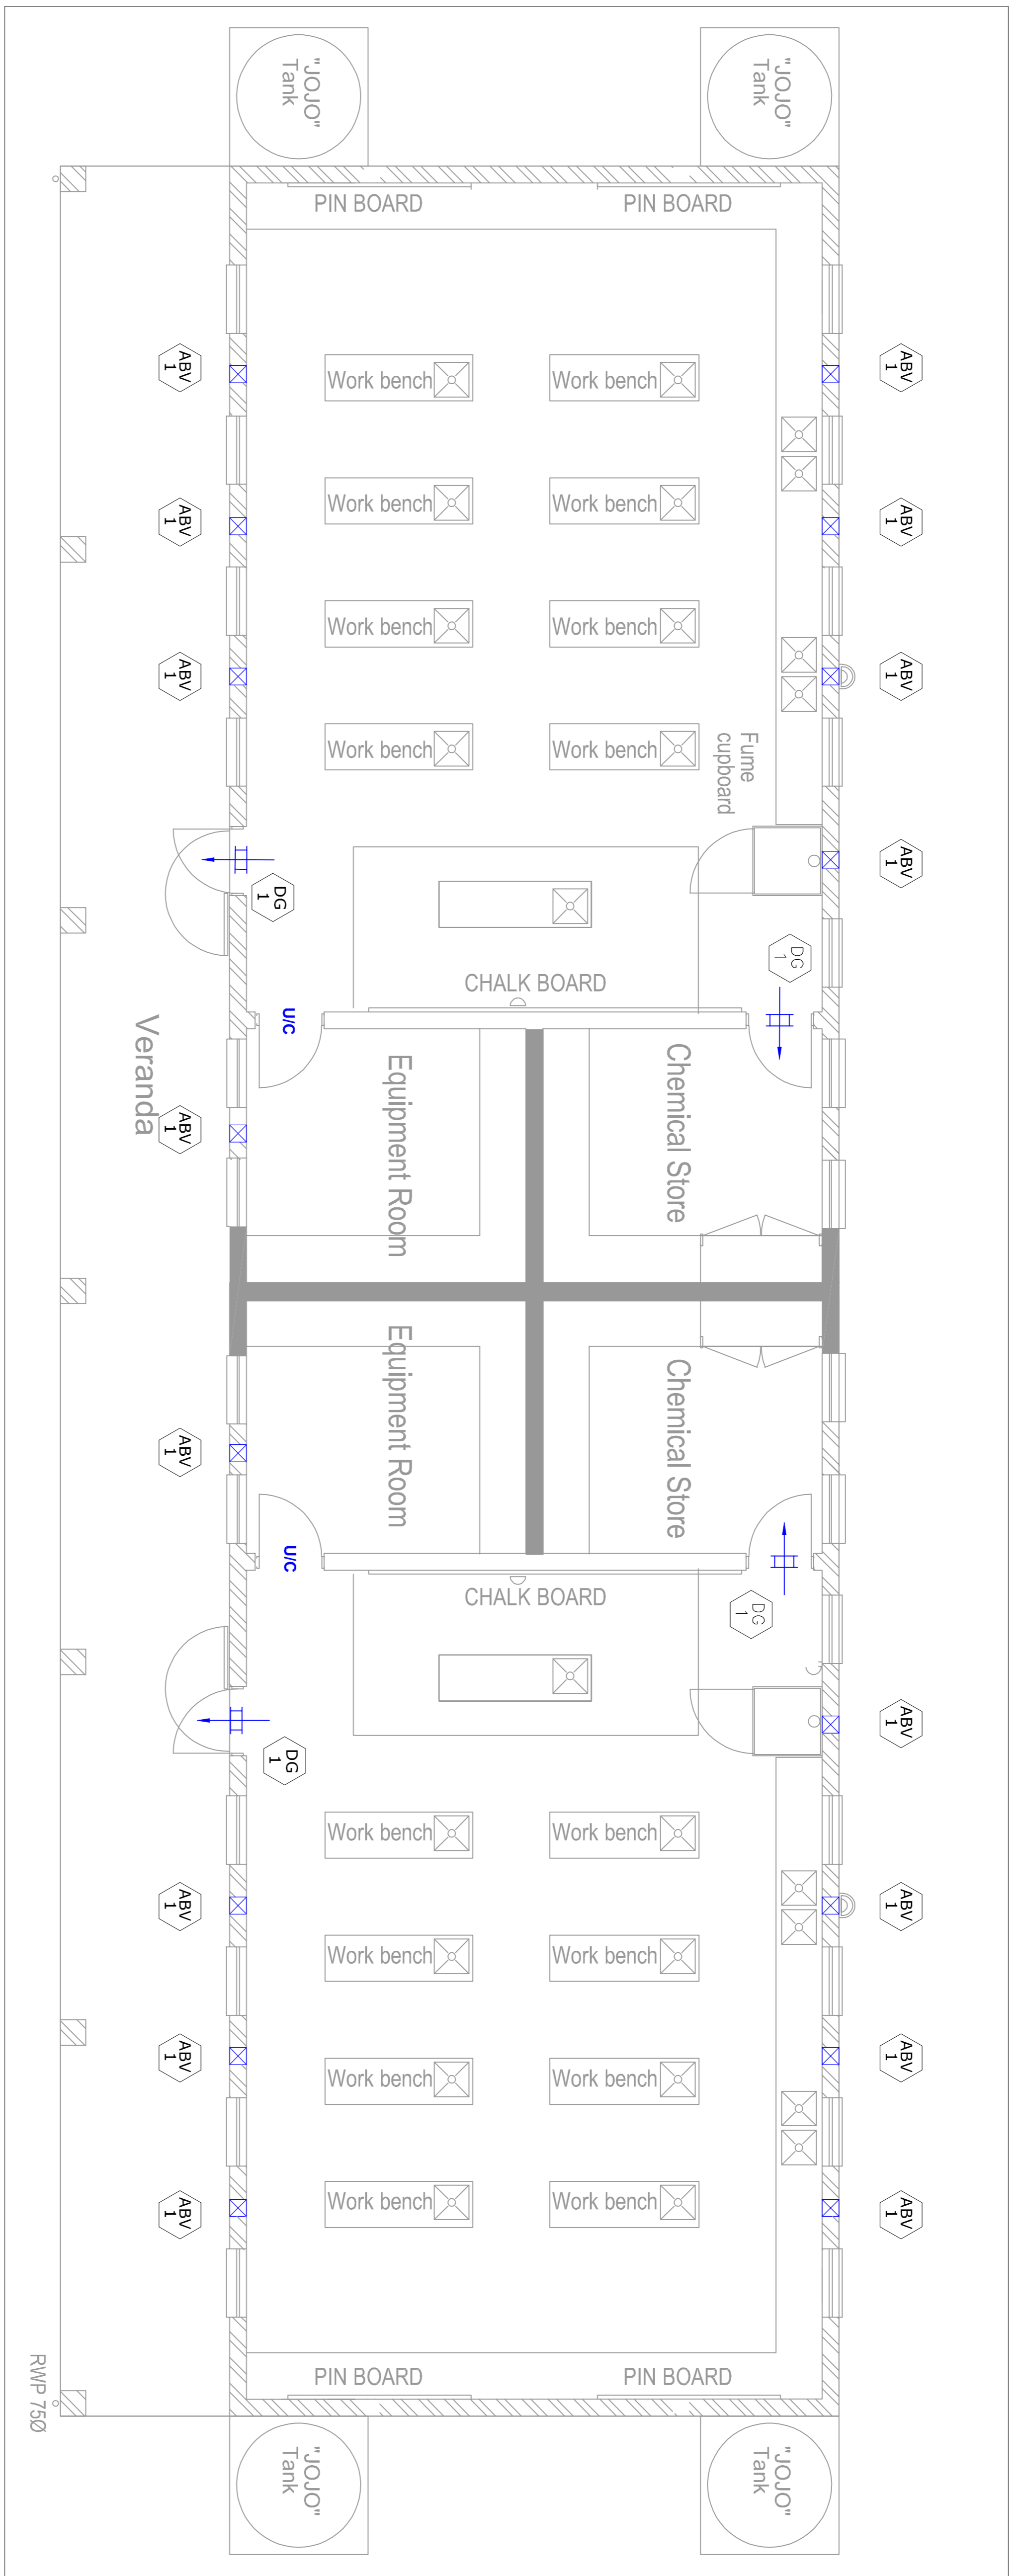 "JOJO"
Tank
"JOJO"
Tank
PIN BOARD
PIN BOARD
ABV
1
ABV
1
Work bench
Work bench
ABV
1
ABV
1
Work bench
Work bench
ABV
1
ABV
1
Work bench
Work bench
Fume
cupboard
Work bench
Work bench
ABV
1
DG
1
DG
1
CHALK BOARD
U/C
Veranda
ABV
1
Equipment Room
Chemical Store
Equipment Room
Chemical Store
ABV
1
U/C
CHALK BOARD
DG
1
ABV
1
DG
1
Work bench
Work bench
ABV
1
ABV
1
Work bench
Work bench
ABV
1
ABV
1
Work bench
Work bench
ABV
1
ABV
1
Work bench
Work bench
PIN BOARD
PIN BOARD
RWP 75Ø
"JOJO"
Tank
"JOJO"
Tank